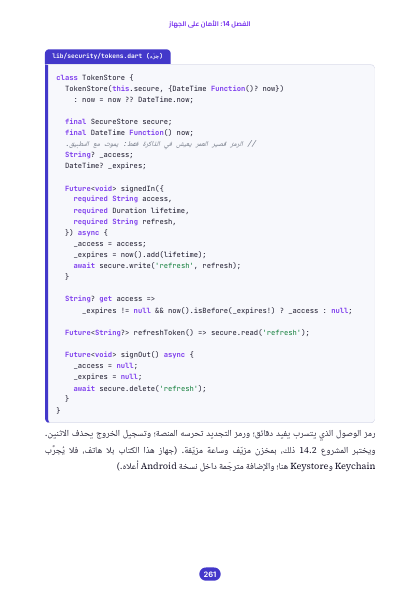 الفصل 14: الأمان على الجهاز
lib/security/tokens.dart (جزء)
class TokenStore {
TokenStore(this.secure, {DateTime Function()? now})
: now = now ?? DateTime.now;
final SecureStore secure;
final DateTime Function() now;
// الرمز قصير العمر يعيش في الذاكرة فقط: يموت مع التطبيق.
String? _access;
DateTime? _expires;
Future<void> signedIn({
required String access,
required Duration lifetime,
required String refresh,
}) async {
_access = access;
_expires = now().add(lifetime);
await secure.write('refresh', refresh);
}
String? get access =>
_expires != null && now().isBefore(_expires!) ? _access : null;
Future<String?> refreshToken() => secure.read('refresh');
Future<void> signOut() async {
_access = null;
_expires = null;
await secure.delete('refresh');
}
}
رمز الوصول الذي يتسرب يفيد دقائق؛ ورمز التجديد تحرسه المنصة؛ وتسجيل الخروج يحذف الاثنين.
ويختبر المشروع 14.2 ذلك، بمخزن مزيّف وساعة مزيّفة. (جهاز هذا الكتاب بلا هاتف، فلا يُجرَّب
Keychain وKeystore هنا؛ والإضافة مترجَمة داخل نسخة Android أعلاه.)
261